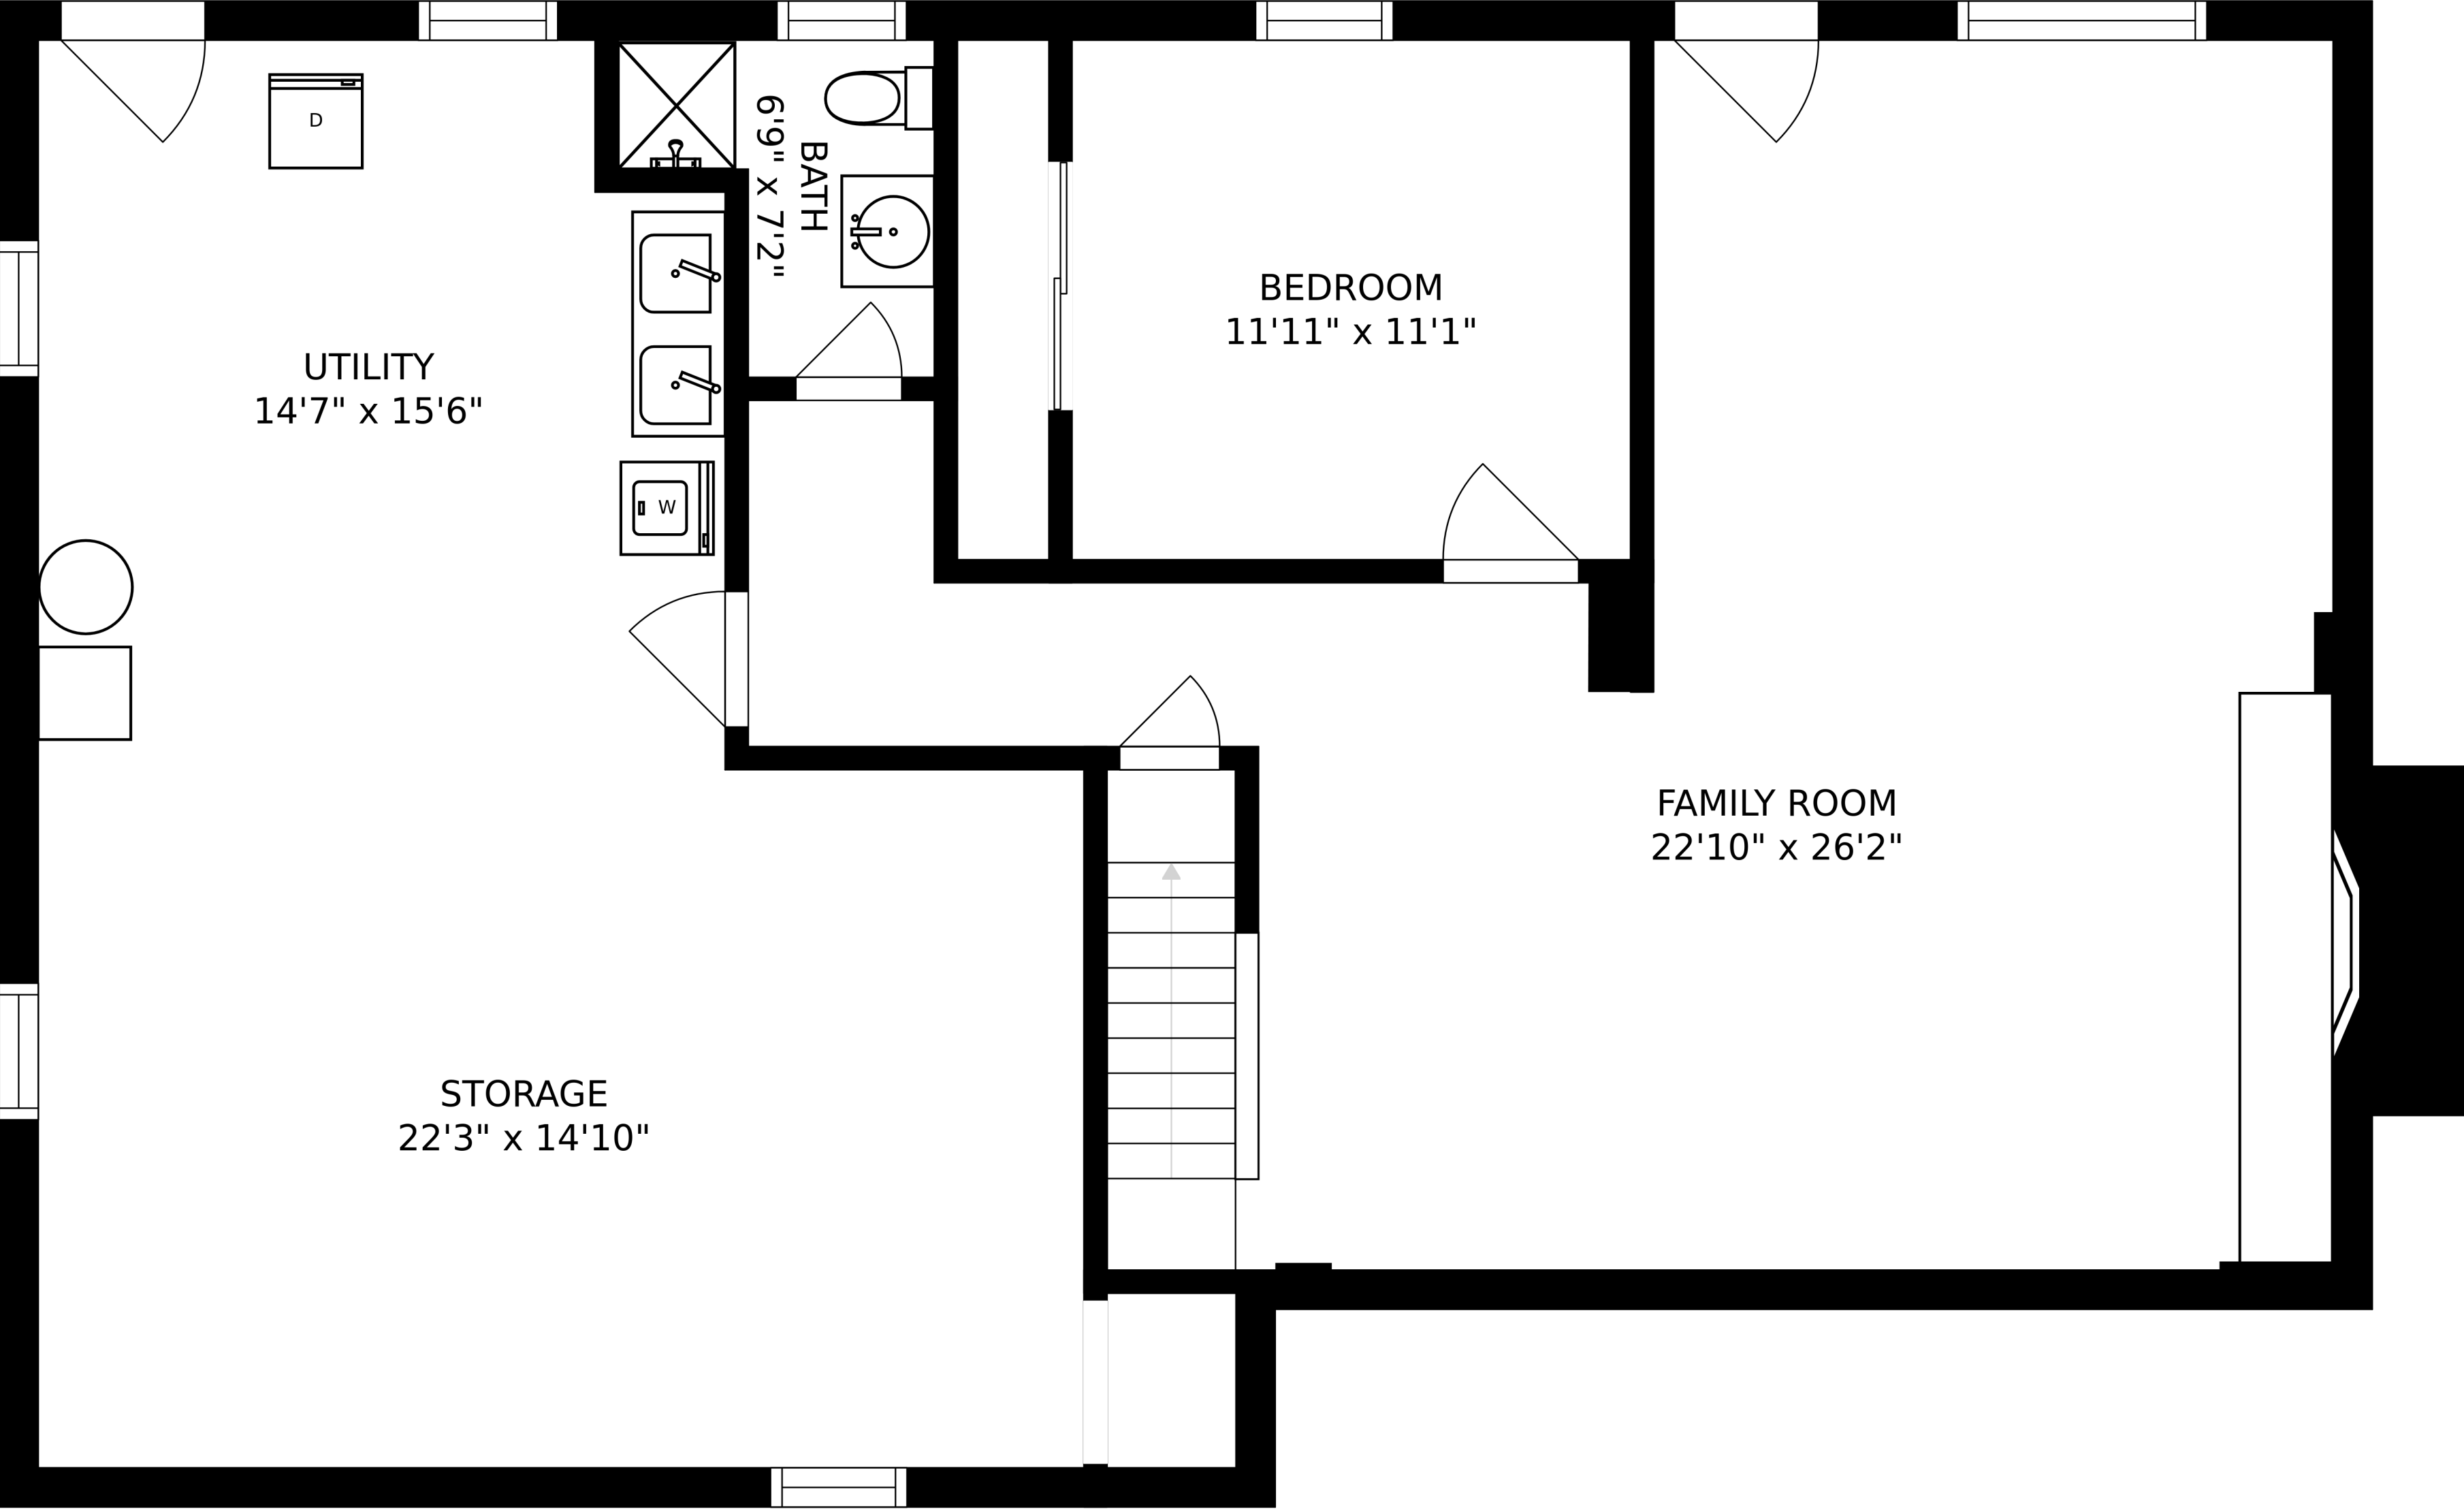 D
BATH
6'9" x 7'2"
BEDROOM
11'11" x 11'1"
UTILITY
14'7" x 15'6"
W
FAMILY ROOM
22'10" x 26'2"
STORAGE
22'3" x 14'10"